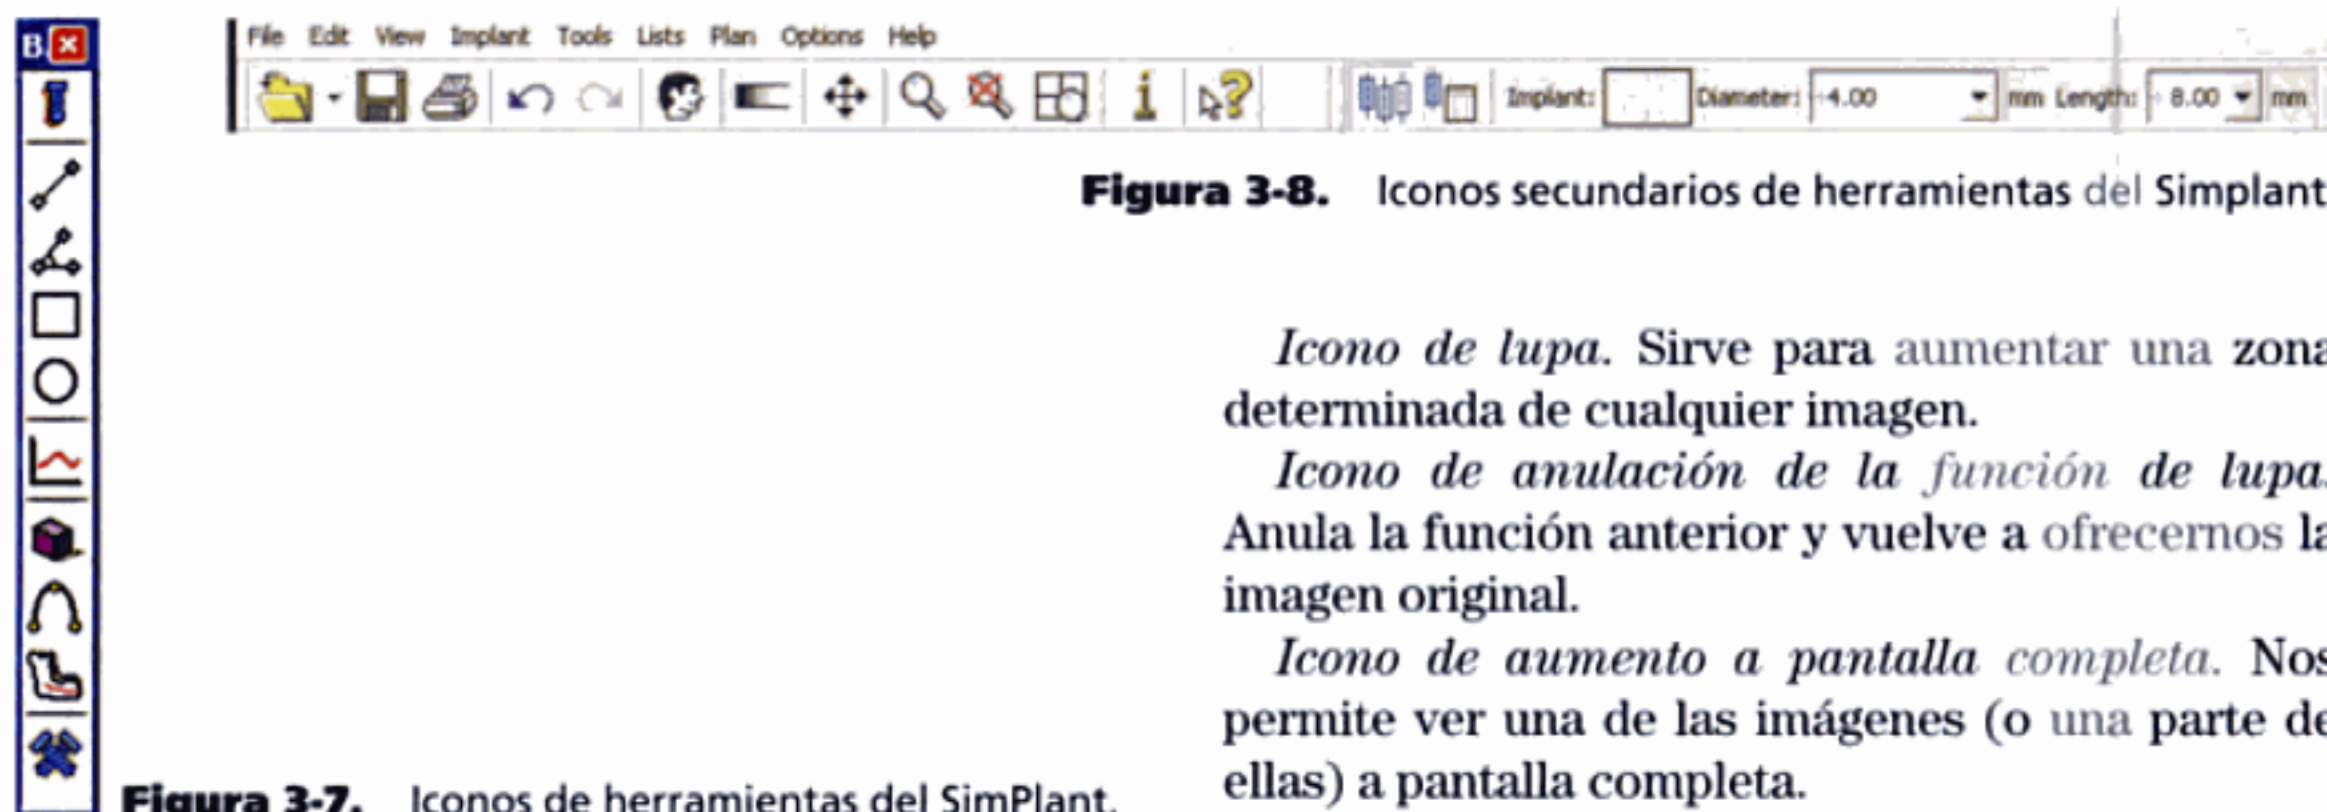 B
File Edit View Implant Tools Lists Plan Options Help
Implant: Diameter: 4.00 mm Length: 8.00 mm
Figura 3-8. Iconos secundarios de herramientas del Simplant
Icono de lupa. Sirve para aumentar una zona
determinada de cualquier imagen.
Icono de anulación de la función de lupa.
Anula la función anterior y vuelve a ofrecernos la
imagen original.
Icono de aumento a pantalla completa. Nos
permite ver una de las imágenes (o una parte de
ellas) a pantalla completa.
Figura 3-7. Iconos de herramientas del SimPlant.